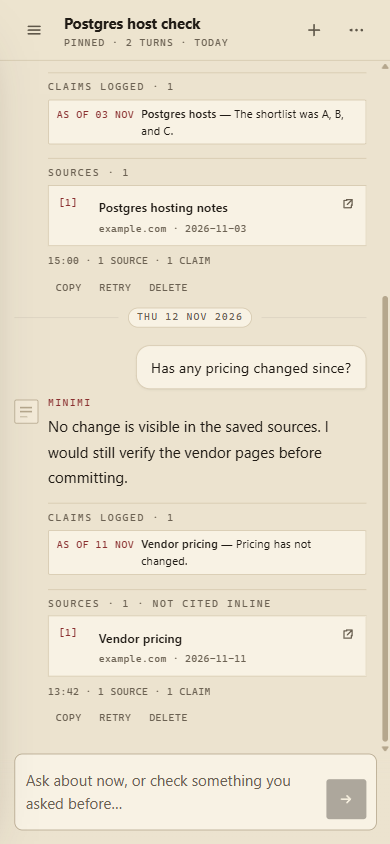 Postgres host check
PINNED · 2 TURNS · TODAY
CLAIMS LOGGED · 1
AS OF 03 NOV Postgres hosts — The shortlist was A, B,
and C.
SOURCES · 1
[1] Postgres hosting notes
example.com · 2026-11-03
15:00 · 1 SOURCE · 1 CLAIM
COPY RETRY DELETE
THU 12 NOV 2026
Has any pricing changed since?
MINIMI
No change is visible in the saved sources. I
would still verify the vendor pages before
committing.
CLAIMS LOGGED · 1
AS OF 11 NOV Vendor pricing — Pricing has not
changed.
SOURCES · 1 · NOT CITED INLINE
[1] Vendor pricing
example.com · 2026-11-11
13:42 · 1 SOURCE · 1 CLAIM
COPY RETRY DELETE
Ask about now, or check something you
asked before...